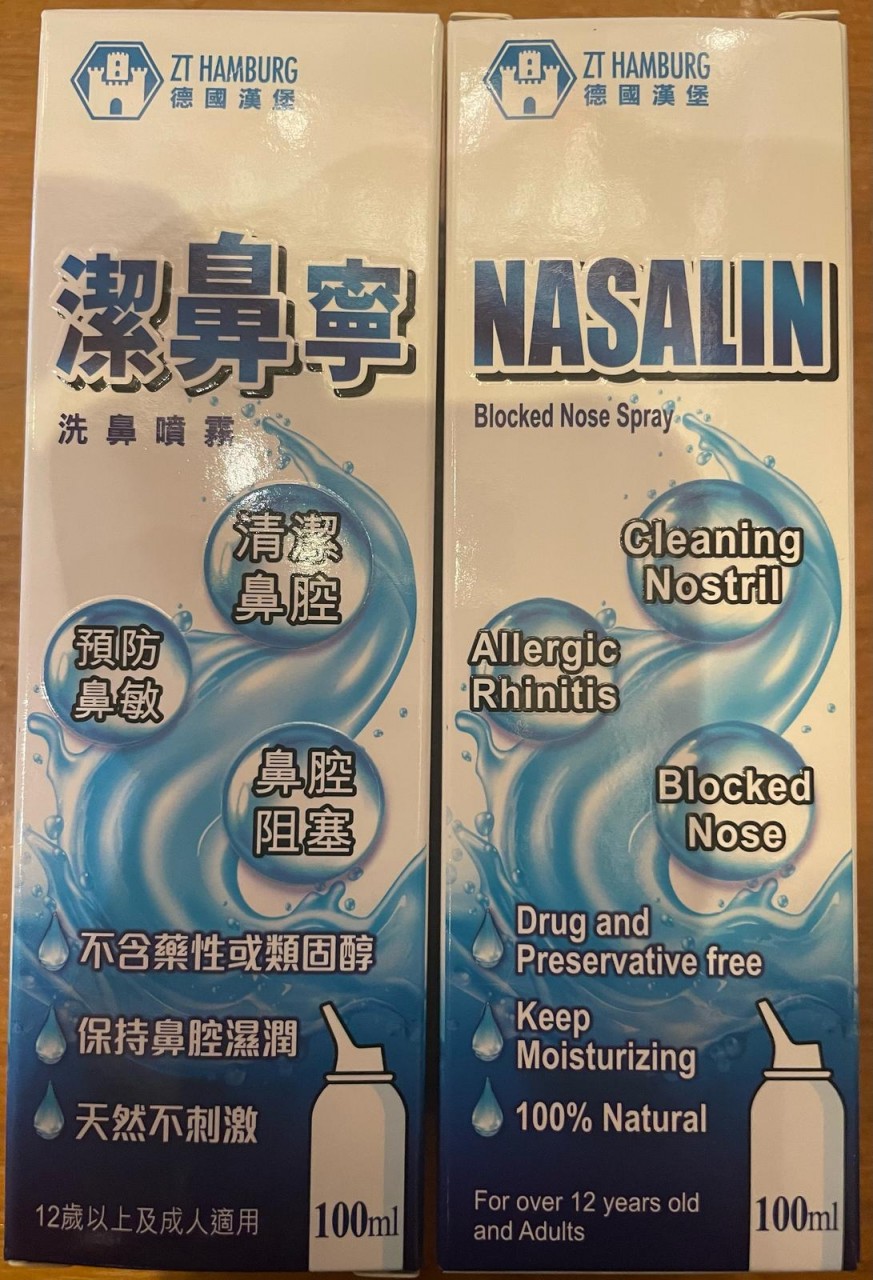 ZT HAMBURG
德國漢堡
潔鼻寧
洗鼻噴霧
清潔
鼻腔
預防
鼻敏
鼻腔
阻塞
不含藥性或類固醇
保持鼻腔濕潤
天然不刺激
12歲以上及成人適用
100ml
ZT HAMBURG
德國漢堡
NASALIN
Blocked Nose Spray
Cleaning
Nostril
Allergic
Rhinitis
Blocked
Nose
Drug and
Preservative free
Keep
Moisturizing
100% Natural
For over 12 years old
and Adults
100ml